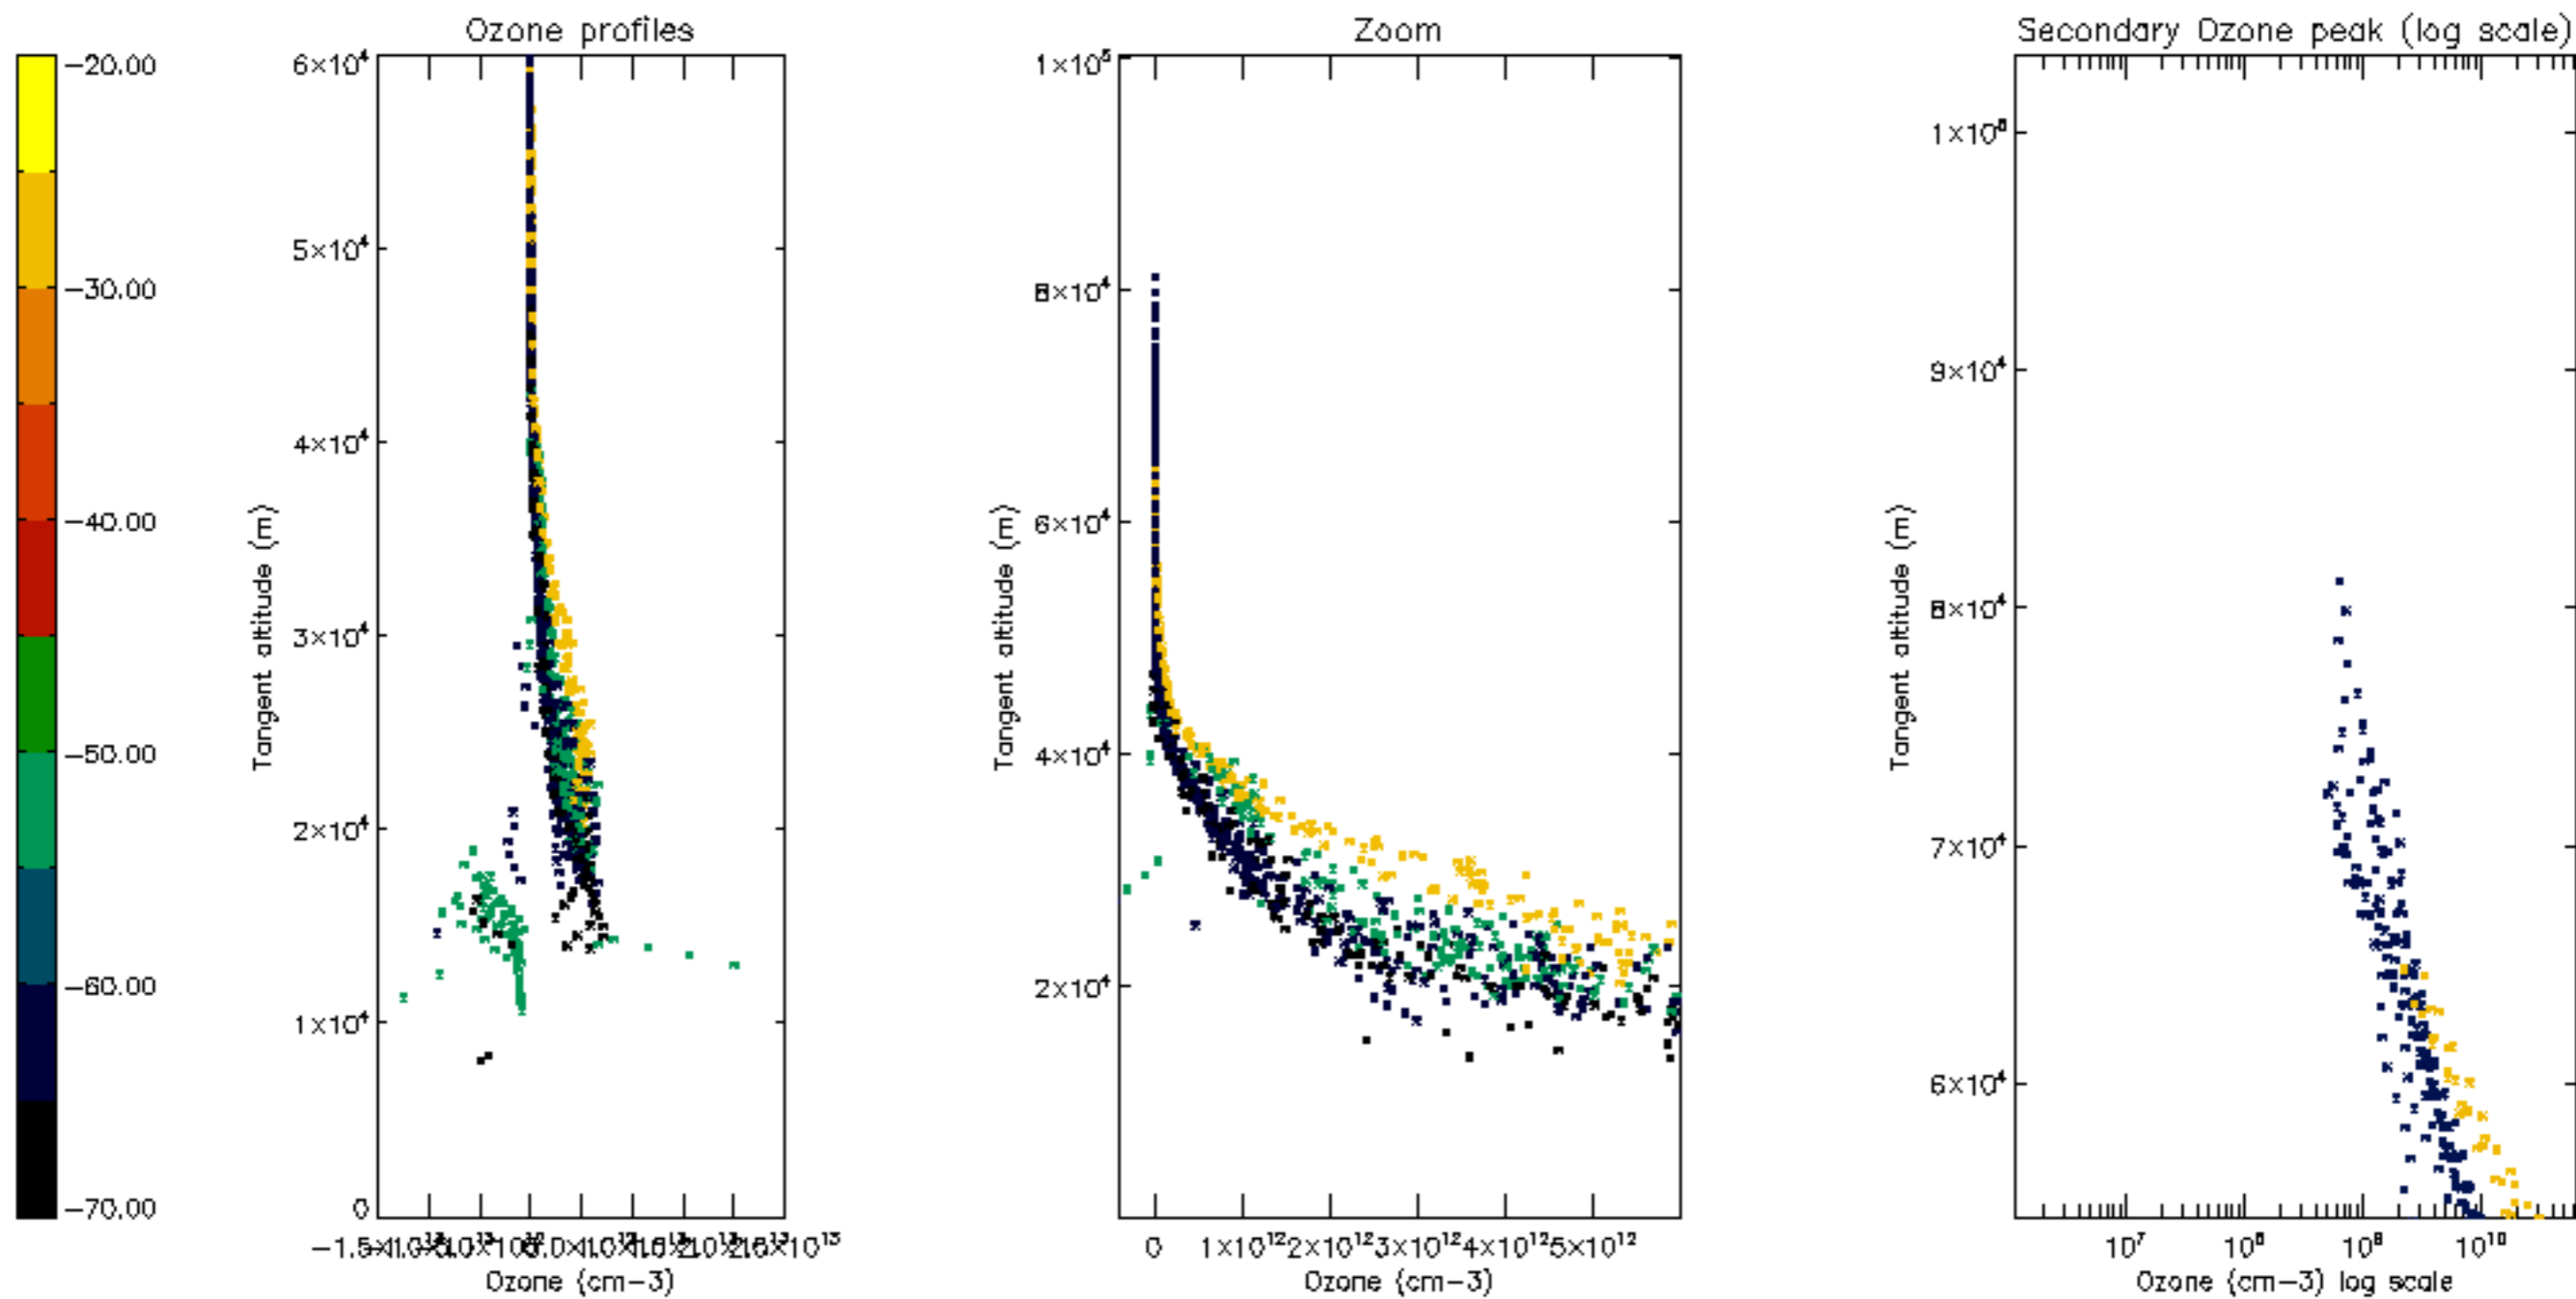 Ozone profiles
Zoom
Secondary Ozone peak (log scale)
−20.00
−30.00
−40.00
−50.00
−60.00
−70.00
Tangent altitude (m)
6×10⁴
5×10⁴
4×10⁴
3×10⁴
2×10⁴
1×10⁴
0
Ozone (cm−3)
Tangent altitude (m)
1×10⁵
8×10⁴
6×10⁴
4×10⁴
2×10⁴
0 1×10¹² 2×10¹² 3×10¹² 4×10¹² 5×10¹²
Ozone (cm−3)
Tangent altitude (m)
9×10⁴
8×10⁴
7×10⁴
6×10⁴
10⁷ 10⁸ 10⁹ 10¹⁰
Ozone (cm−3) log scale